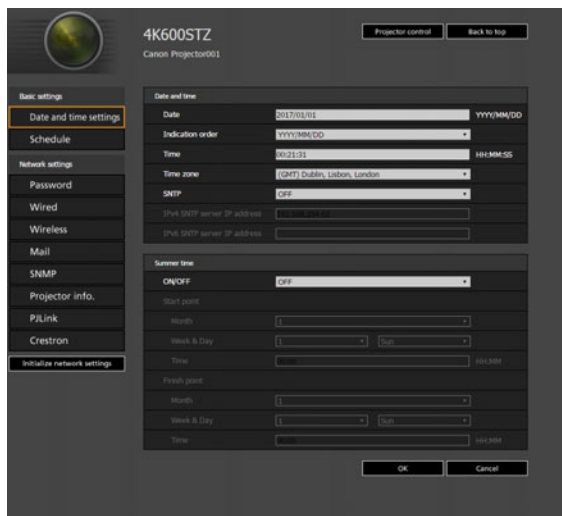 4K600STZ
Canon Projector001
Projector control
Back to top
Basic settings
Date and time settings
Schedule
Network settings
Password
Wired
Wireless
Mail
SNMP
Projector info.
PJLink
Crestron
Initialize network settings
Date and time
Date 2017/01/01 YYYY/MM/DD
Indication order YYYY/MM/DD
Time 00:21:31 HH:MM:SS
Time zone (GMT) Dublin, Lisbon, London
SNTP OFF
IPv4 SNTP server IP address
IPv6 SNTP server IP address
Summer time
ON/OFF OFF
Start point
Month 1
Week & Day 1 Sun
Time HH:MM
Finish point
Month 1
Week & Day 1 Sun
Time HH:MM
OK
Cancel